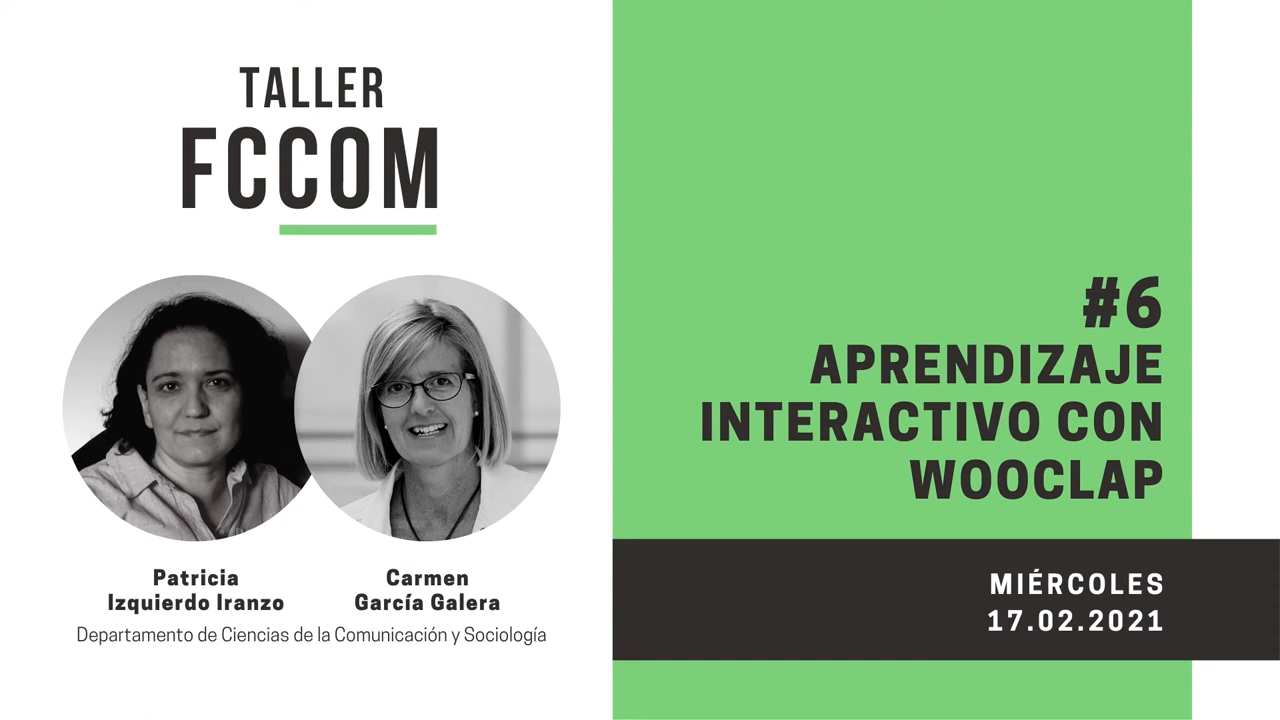 TALLER
FCCOM
Patricia
Izquierdo Iranzo
Carmen
García Galera
Departamento de Ciencias de la Comunicación y Sociología
#6
APRENDIZAJE
INTERACTIVO CON
WOOCLAP
MIÉRCOLES
17.02.2021